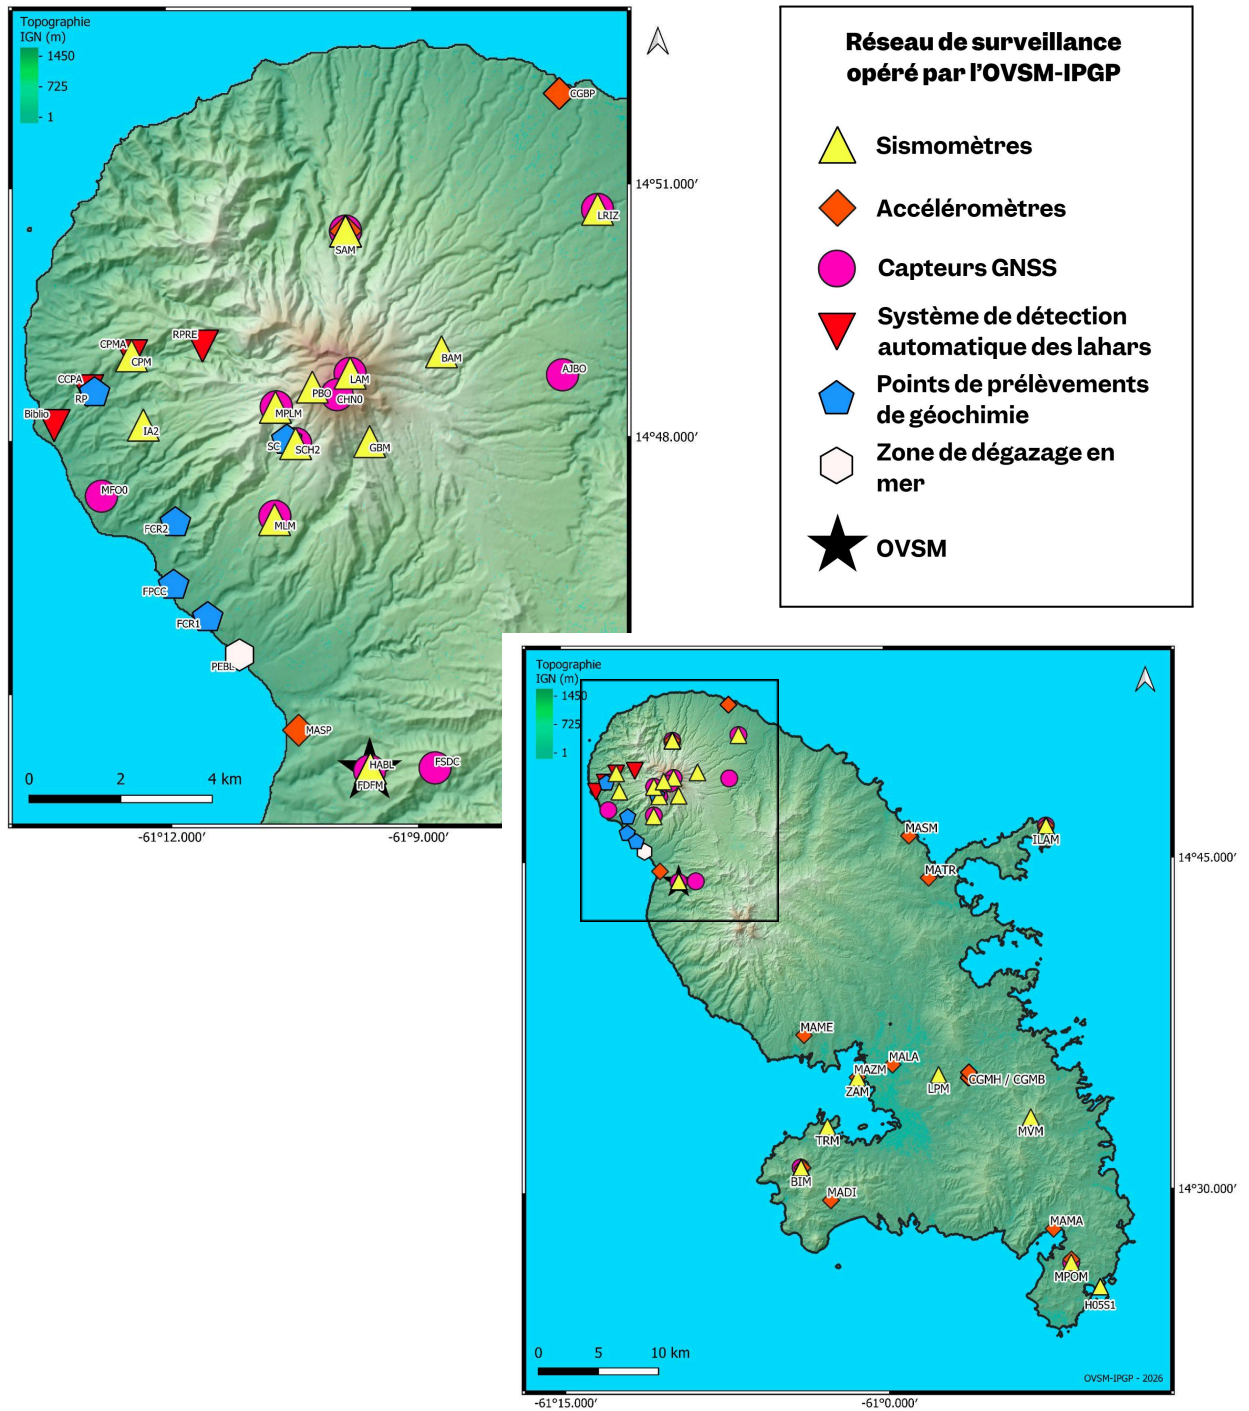 Topographie
IGN (m)
1450
725
1
CGBP
14°51.000′
LRIZ
SAM
RPRE
CPMA
CPM
BAM
LAM
AJBO
CCPA
RP
PBO
CHN0
MPLM
Biblio
IA2
SC
SCH2
GBM
14°48.000′
MFO0
MLM
FCR2
FPCC
FCR1
PEBL
MASP
HABL
FSDC
FDFM
0 2 4 km
-61°12.000′
-61°9.000′
Réseau de surveillance
opéré par l’OVSM-IPGP
Sismomètres
Accéléromètres
Capteurs GNSS
Système de détection
automatique des lahars
Points de prélèvements
de géochimie
Zone de dégazage en
mer
OVSM
Topographie
IGN (m)
1450
725
1
MASM
ILAM
MATR
14°45.000′
MAME
MALA
MAZM
ZAM
LPM
CGMH / CGMB
MVM
TRM
BIM
MADI
14°30.000′
MAMA
MPOM
H05S1
0 5 10 km
OVSM-IPGP - 2026
-61°15.000′
-61°0.000′